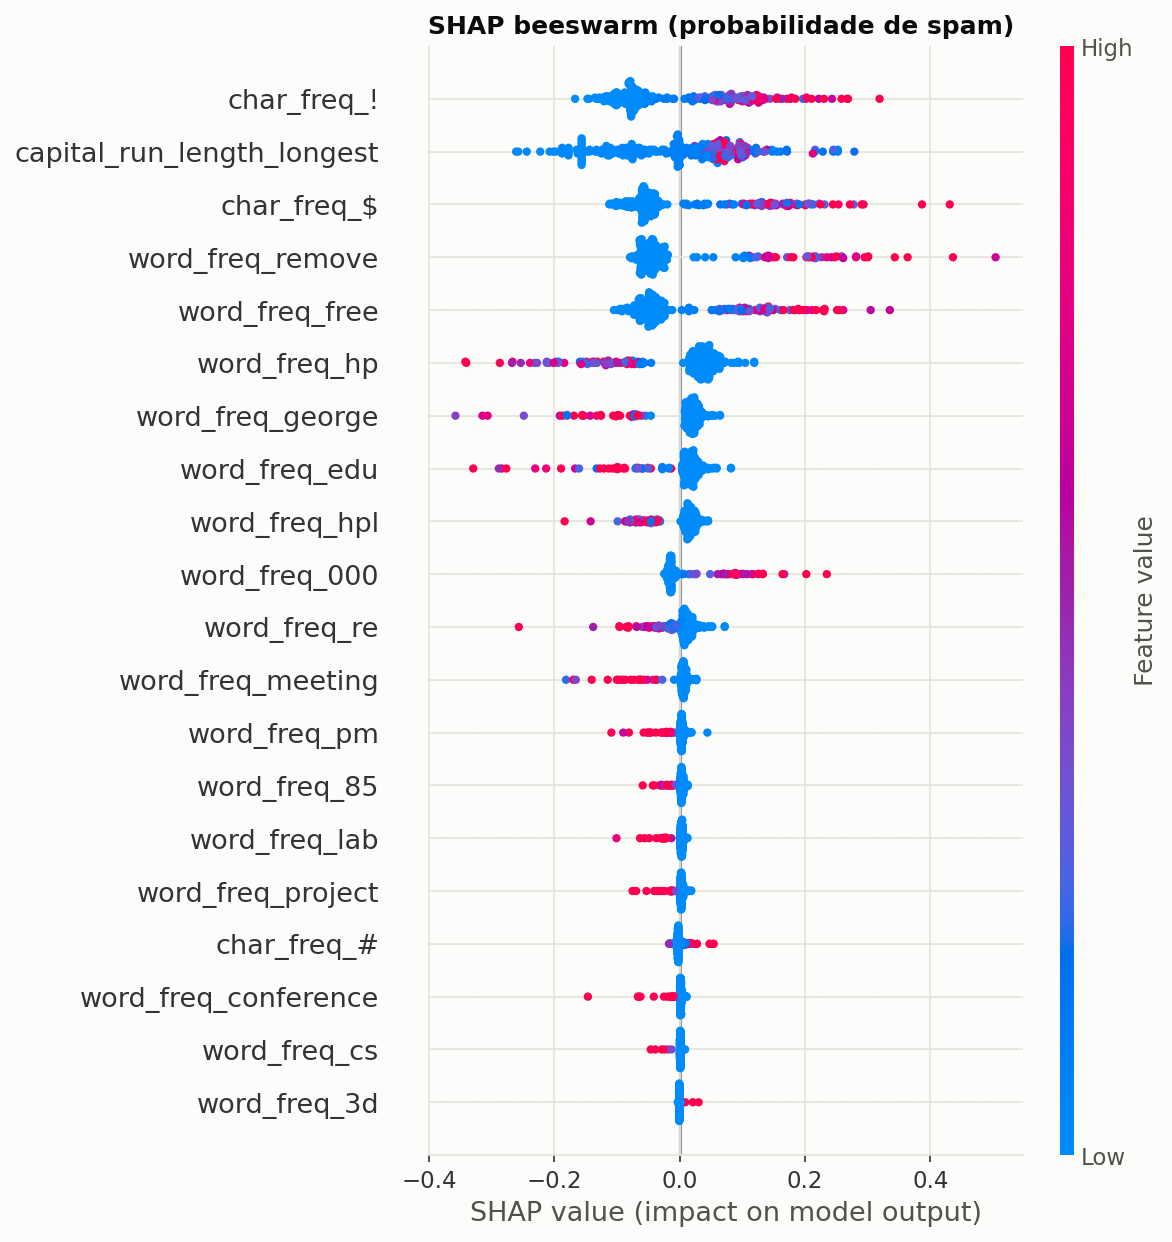 SHAP beeswarm (probabilidade de spam)
High
char_freq_!
capital_run_length_longest
char_freq_$
word_freq_remove
word_freq_free
word_freq_hp
word_freq_george
word_freq_edu
word_freq_hpl
word_freq_000
word_freq_re
word_freq_meeting
word_freq_pm
word_freq_85
word_freq_lab
word_freq_project
char_freq_#
word_freq_conference
word_freq_cs
word_freq_3d
Feature value
Low
−0.4 −0.2 0.0 0.2 0.4
SHAP value (impact on model output)